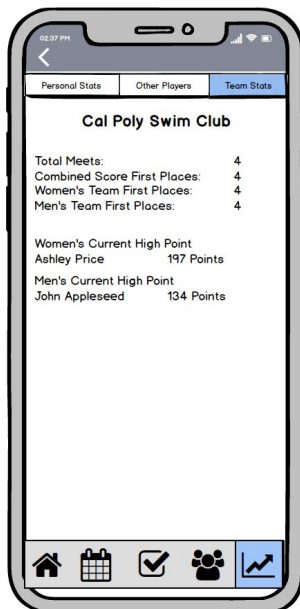 02:37 PM
Personal Stats Other Players Team Stats
Cal Poly Swim Club
Total Meets: 4
Combined Score First Places: 4
Women's Team First Places: 4
Men's Team First Places: 4
Women's Current High Point
Ashley Price 197 Points
Men's Current High Point
John Appleseed 134 Points